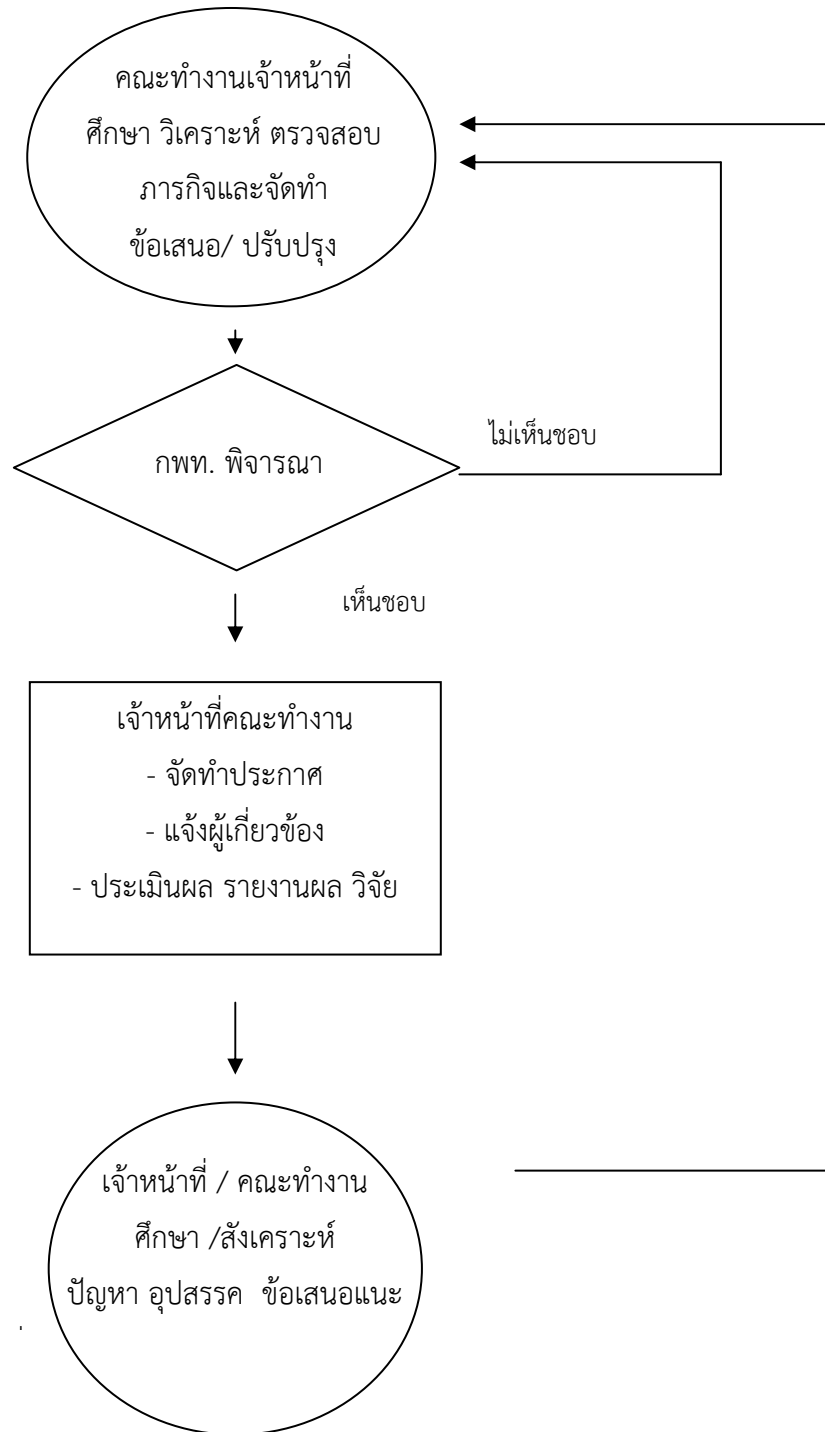 คณะทำงานเจ้าหน้าที่
ศึกษา วิเคราะห์ ตรวจสอบ
ภารกิจและจัดทำ
ข้อเสนอ/ ปรับปรุง
กพท. พิจารณา
ไม่เห็นชอบ
เห็นชอบ
เจ้าหน้าที่คณะทำงาน
- จัดทำประกาศ
- แจ้งผู้เกี่ยวข้อง
- ประเมินผล รายงานผล วิจัย
เจ้าหน้าที่ / คณะทำงาน
ศึกษา /สังเคราะห์
ปัญหา อุปสรรค ข้อเสนอแนะ